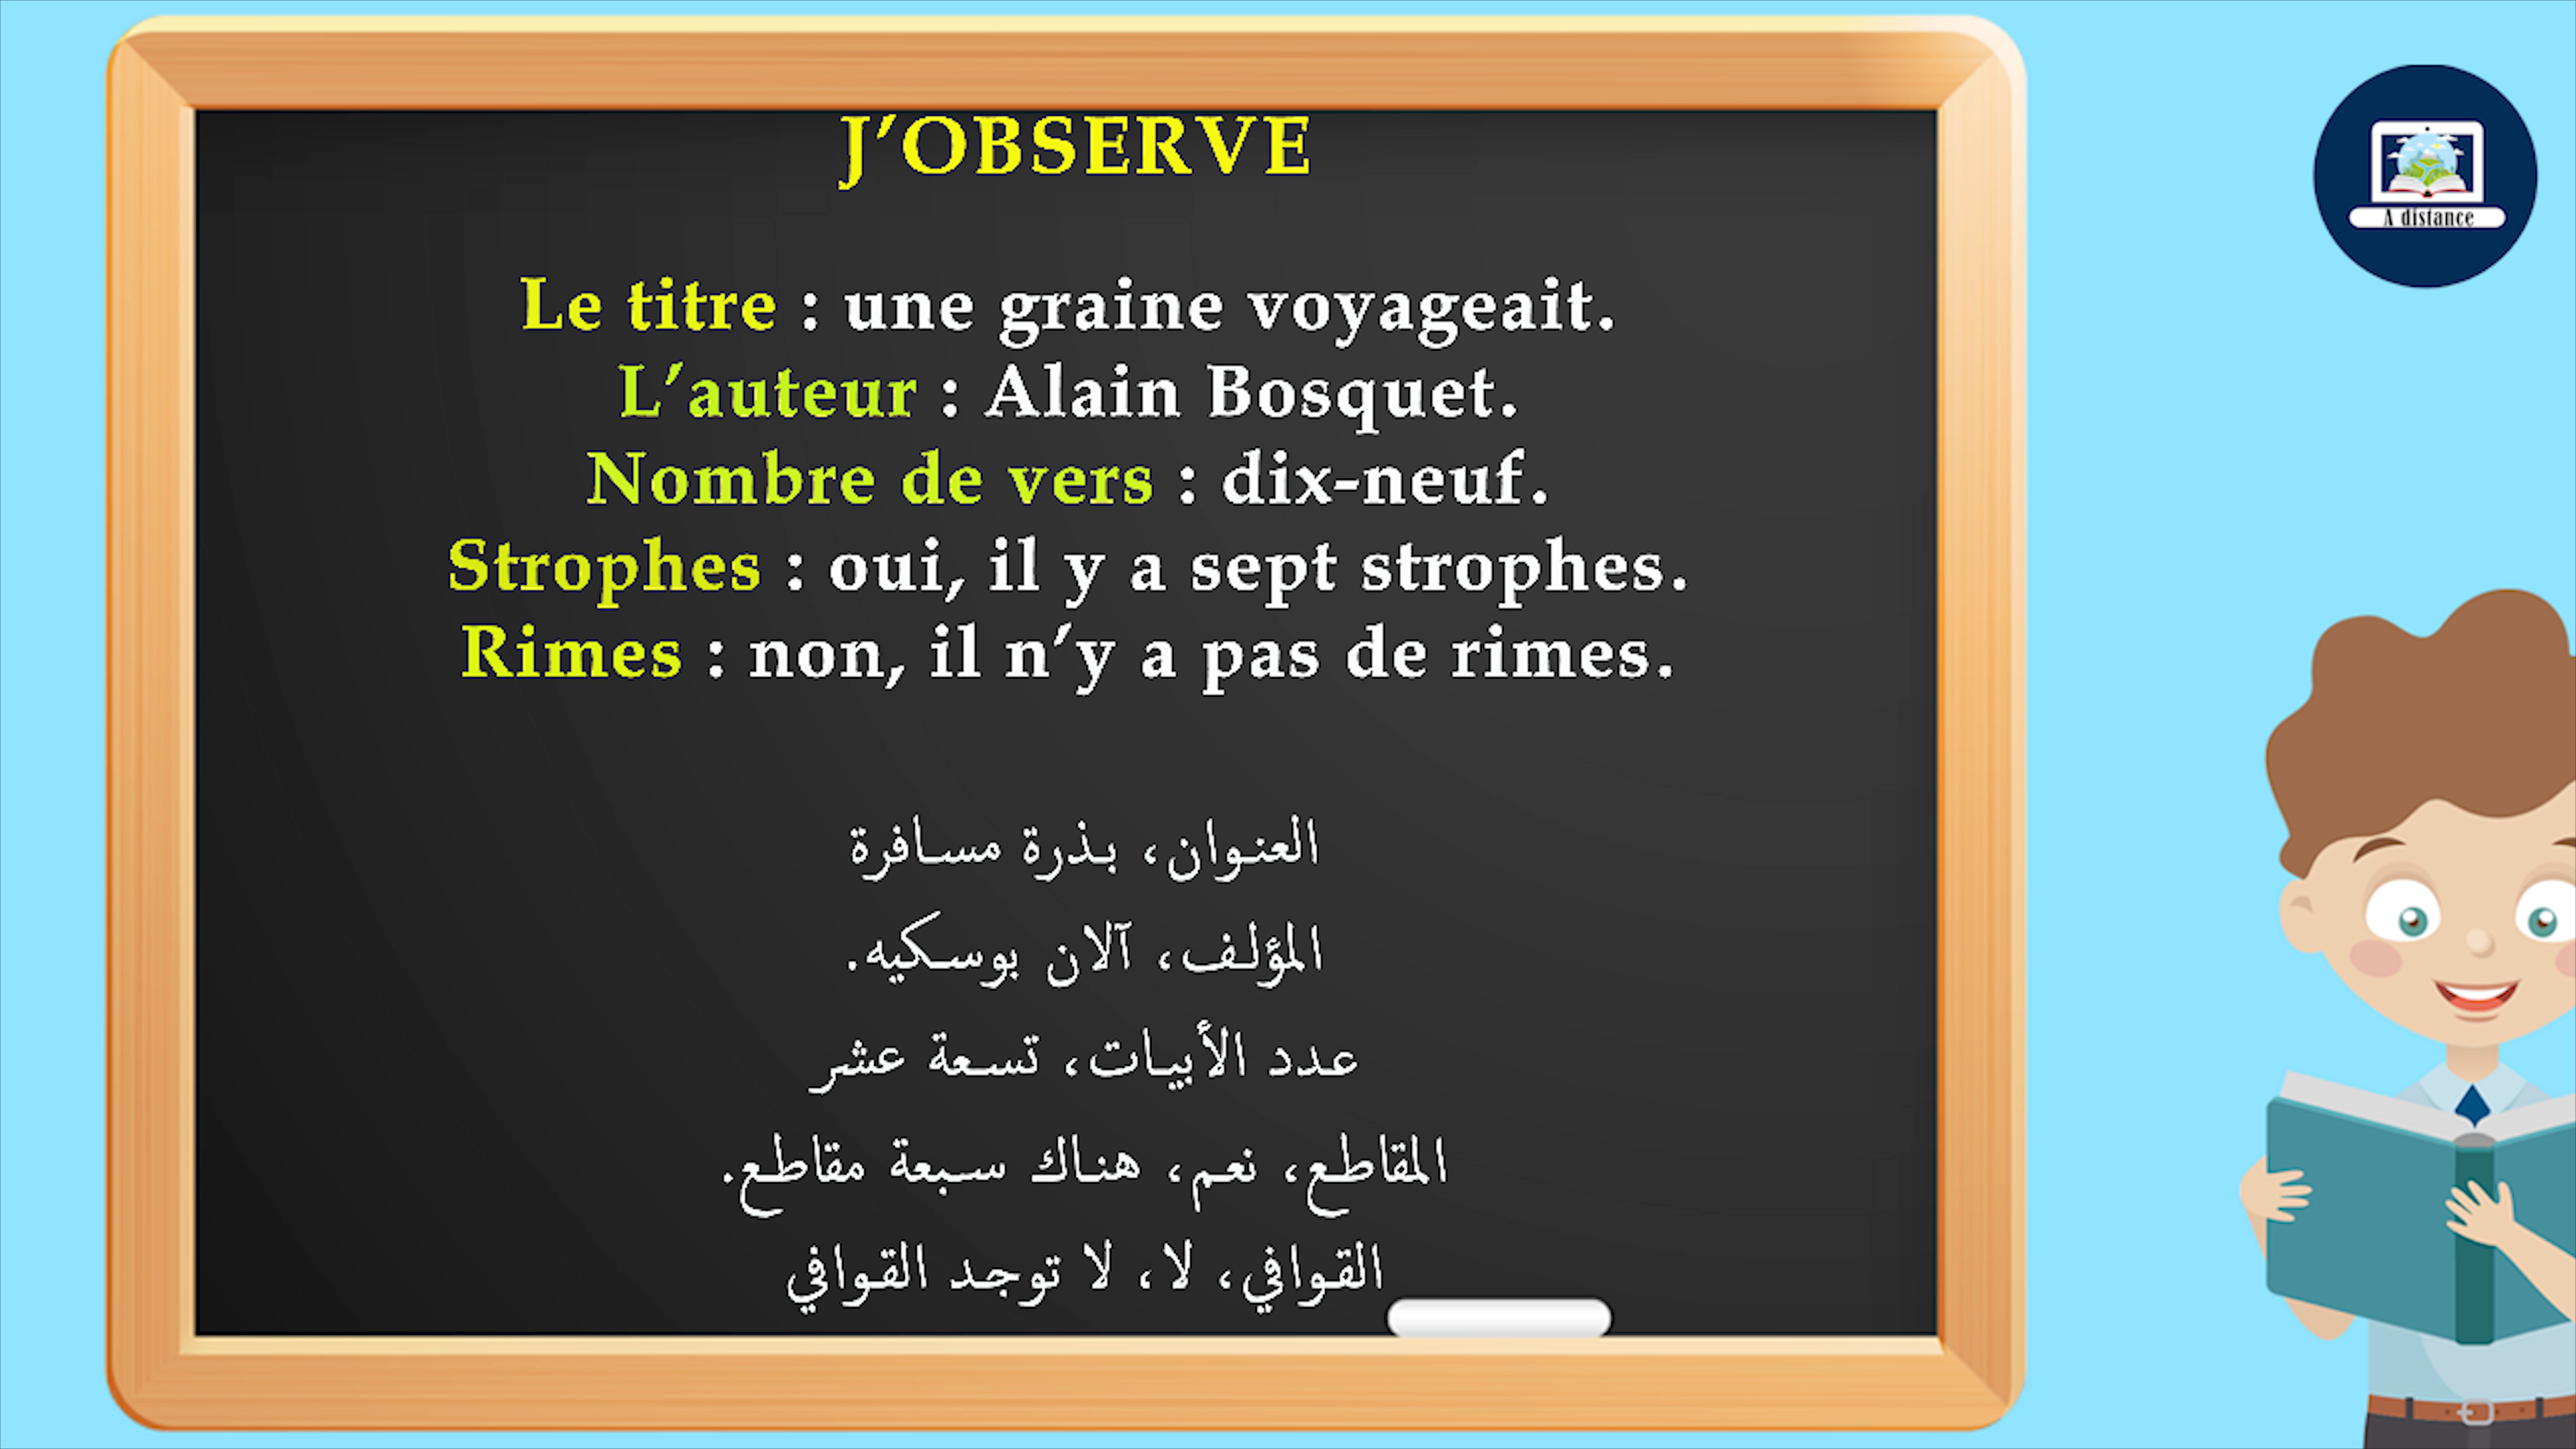 J'OBSERVE
Le titre : une graine voyageait.
L'auteur : Alain Bosquet.
Nombre de vers : dix-neuf.
Strophes : oui, il y a sept strophes.
Rimes : non, il n'y a pas de rimes.
العنوان، بذرة مسافرة
المؤلف، آلان بوسكيه.
عدد الأبيات، تسعة عشر
المقاطع، نعم، هناك سبعة مقاطع.
القوافي، لا، لا توجد القوافي
A distance